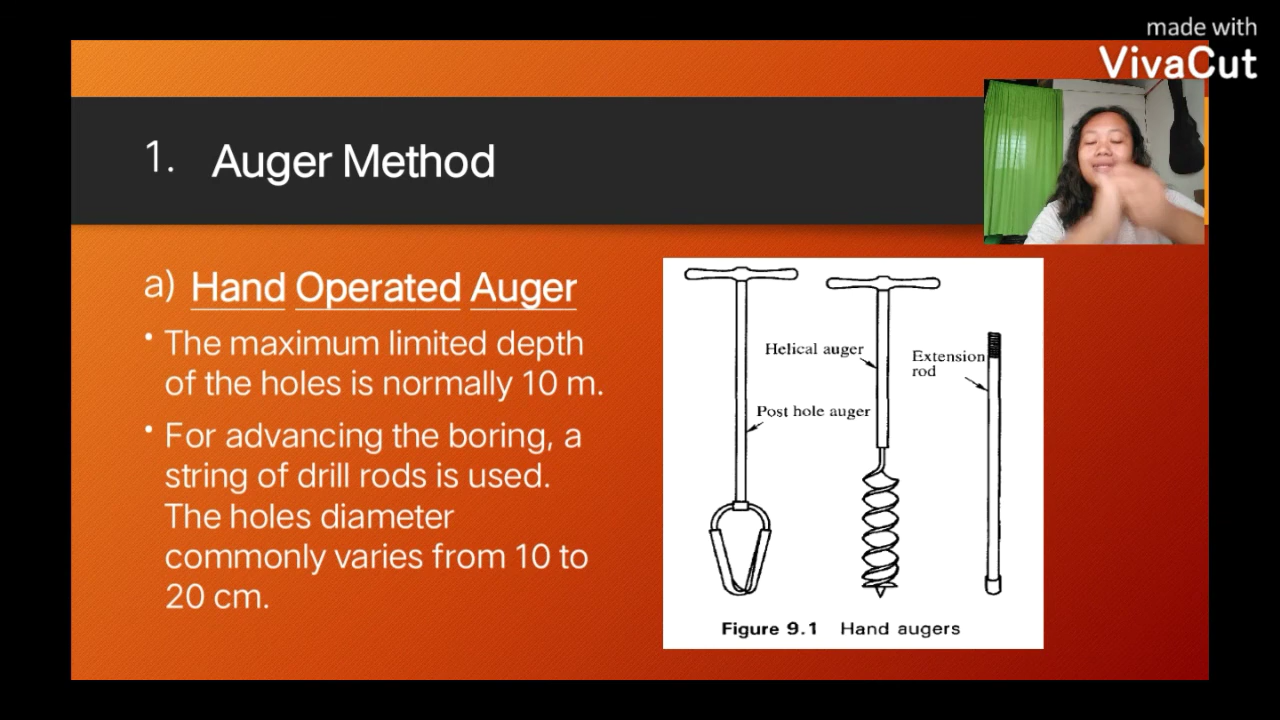 made with
VivaCut
1. Auger Method
a) Hand Operated Auger
• The maximum limited depth
of the holes is normally 10 m.
• For advancing the boring, a
string of drill rods is used.
The holes diameter
commonly varies from 10 to
20 cm.
Helical auger
Extension
rod
Post hole auger
Figure 9.1 Hand augers